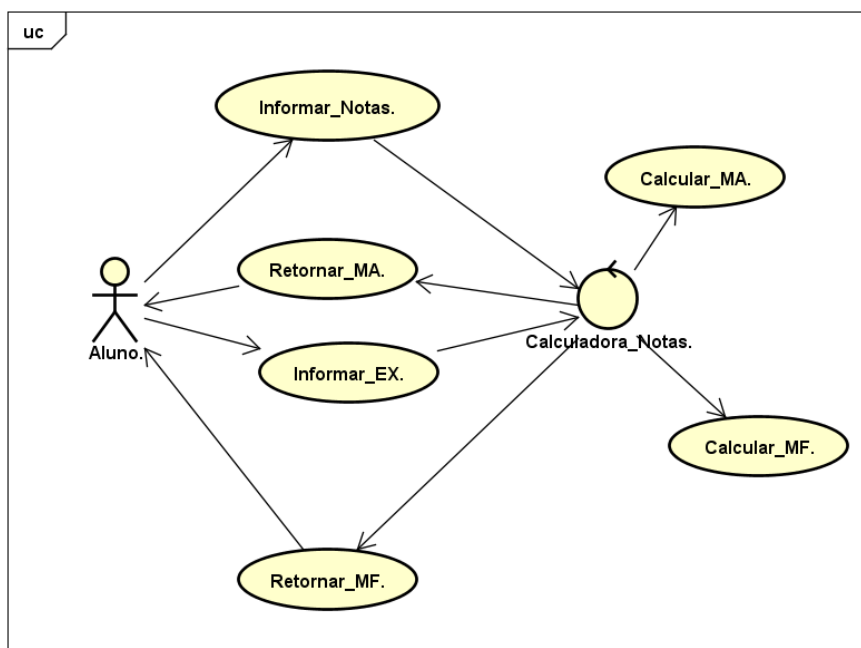 uc
Informar_Notas.
Calcular_MA.
Retornar_MA.
Aluno.
Calculadora_Notas.
Informar_EX.
Calcular_MF.
Retornar_MF.